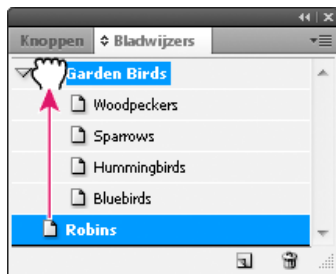 Knoppen Bladwijzers
Garden Birds
Woodpeckers
Sparrows
Hummingbirds
Bluebirds
Robins